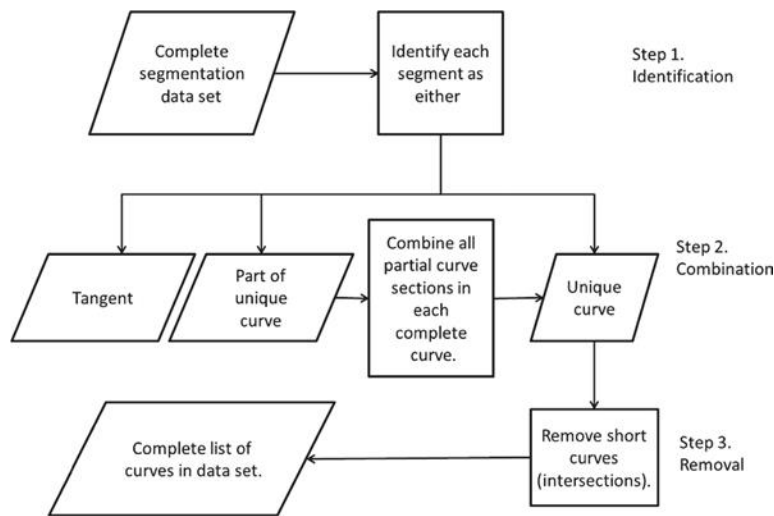 Complete
segmentation
data set
Identify each
segment as
either
Step 1.
Identification
Tangent
Part of
unique
curve
Combine all
partial curve
sections in
each
complete
curve.
Unique
curve
Step 2.
Combination
Complete list of
curves in data set.
Remove short
curves
(intersections).
Step 3.
Removal